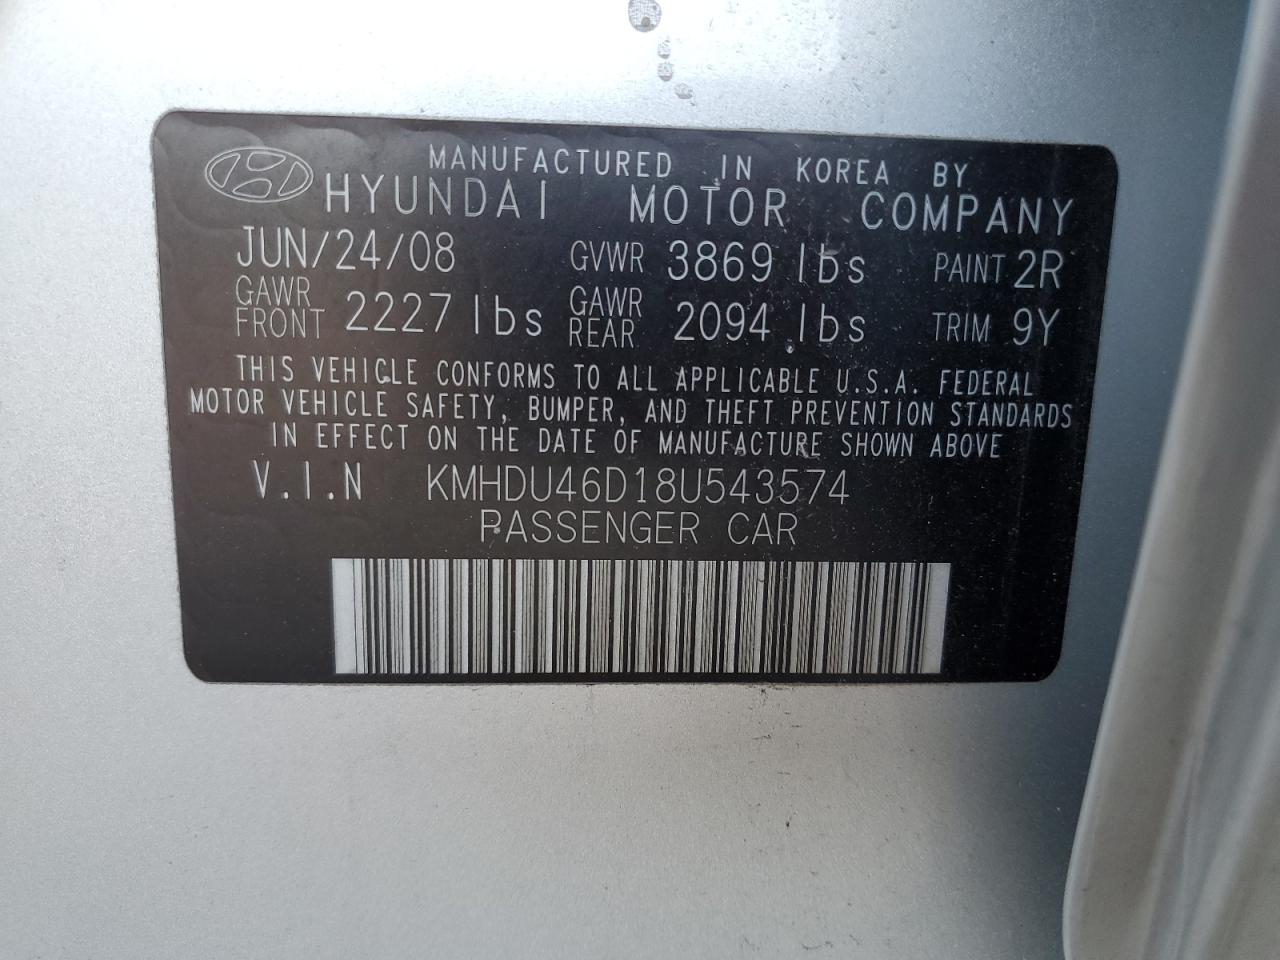 MANUFACTURED IN KOREA BY
HYUNDAI MOTOR COMPANY
JUN/24/08 GVWR 3869 lbs PAINT 2R
GAWR FRONT 2227 lbs GAWR REAR 2094 lbs TRIM 9Y
THIS VEHICLE CONFORMS TO ALL APPLICABLE U.S.A. FEDERAL
MOTOR VEHICLE SAFETY, BUMPER, AND THEFT PREVENTION STANDARDS
IN EFFECT ON THE DATE OF MANUFACTURE SHOWN ABOVE
V.I.N KMHDU46D18U543574
PASSENGER CAR